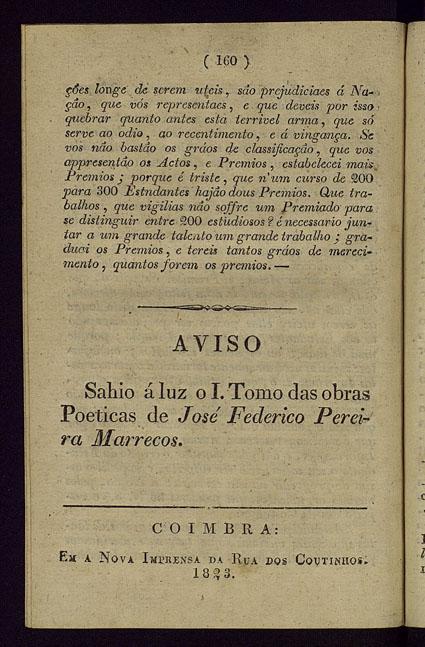 ( 160 )
ções longe de serem uteis, são prejudiciaes á Na-
ção, que vós representaes, e que deveis por isso
quebrar quanto antes esta terrivel arma, que só
serve ao odio, ao recentimento, e á vingança. Se
vos não bastão os gráos de classificação, que vos
appresentão os Actos, e Premios, estabelecei mais
Premios; porque é triste, que n'um curso de 200
para 300 Estndantes hajão dous Premios. Que tra-
balhos, que vigilias não soffre um Premiado para
se distinguir entre 200 estudiosos? é necessario jun-
tar a um grande talento um grande trabalho; gra-
duai os Premios, e tereis tantos gráos de mereci-
mento, quantos forem os premios. —
AVISO
Sahio á luz o I. Tomo das obras
Poeticas de José Federico Perei-
ra Marrecos.
COIMBRA:
Em a Nova Imprensa da Rua dos Coutinhos.
1823.